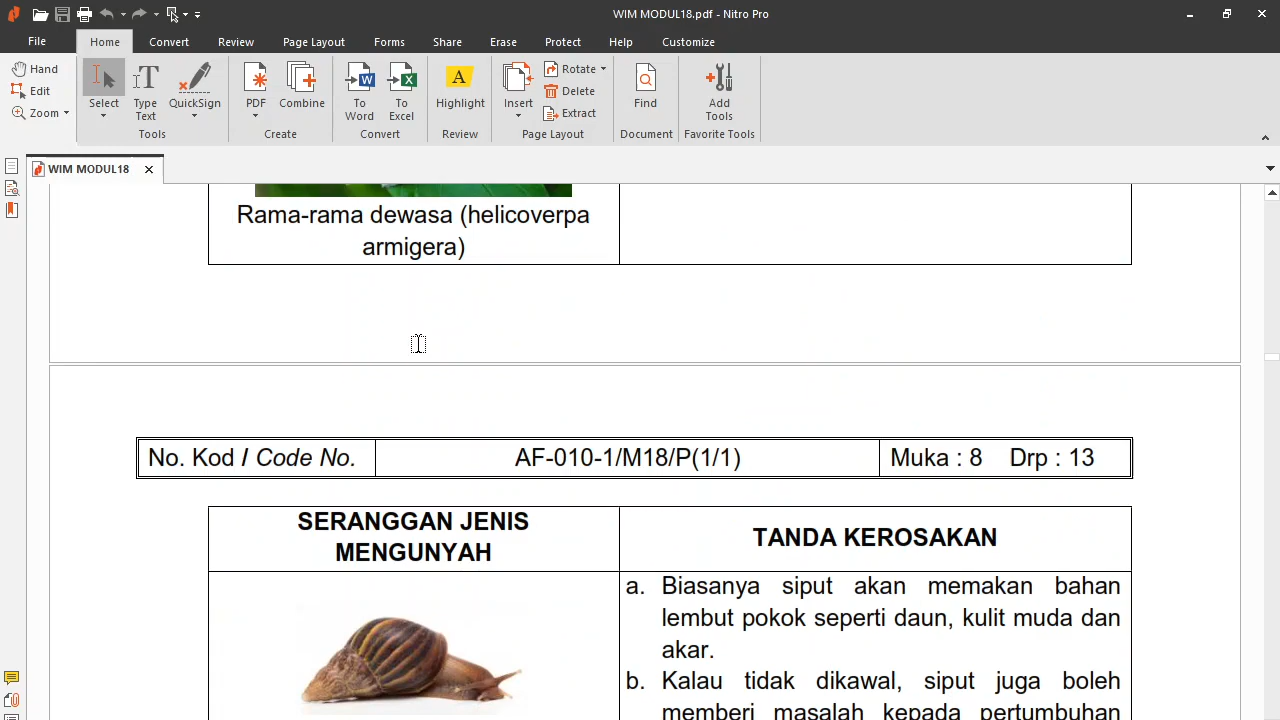 WIM MODUL18.pdf - Nitro Pro
File Home Convert Review Page Layout Forms Share Erase Protect Help Customize
Hand
Edit
Zoom
Select
Type Text
QuickSign
Tools
PDF
Combine
Create
To Word
To Excel
Convert
Highlight
Review
Insert
Rotate
Delete
Extract
Page Layout
Find
Document
Add Tools
Favorite Tools
WIM MODUL18
Rama-rama dewasa (helicoverpa
armigera)
No. Kod / Code No. AF-010-1/M18/P(1/1) Muka : 8 Drp : 13
SERANGGAN JENIS
MENGUNYAH
TANDA KEROSAKAN
a. Biasanya siput akan memakan bahan
lembut pokok seperti daun, kulit muda dan
akar.
b. Kalau tidak dikawal, siput juga boleh
memberi masalah kepada pertumbuhan